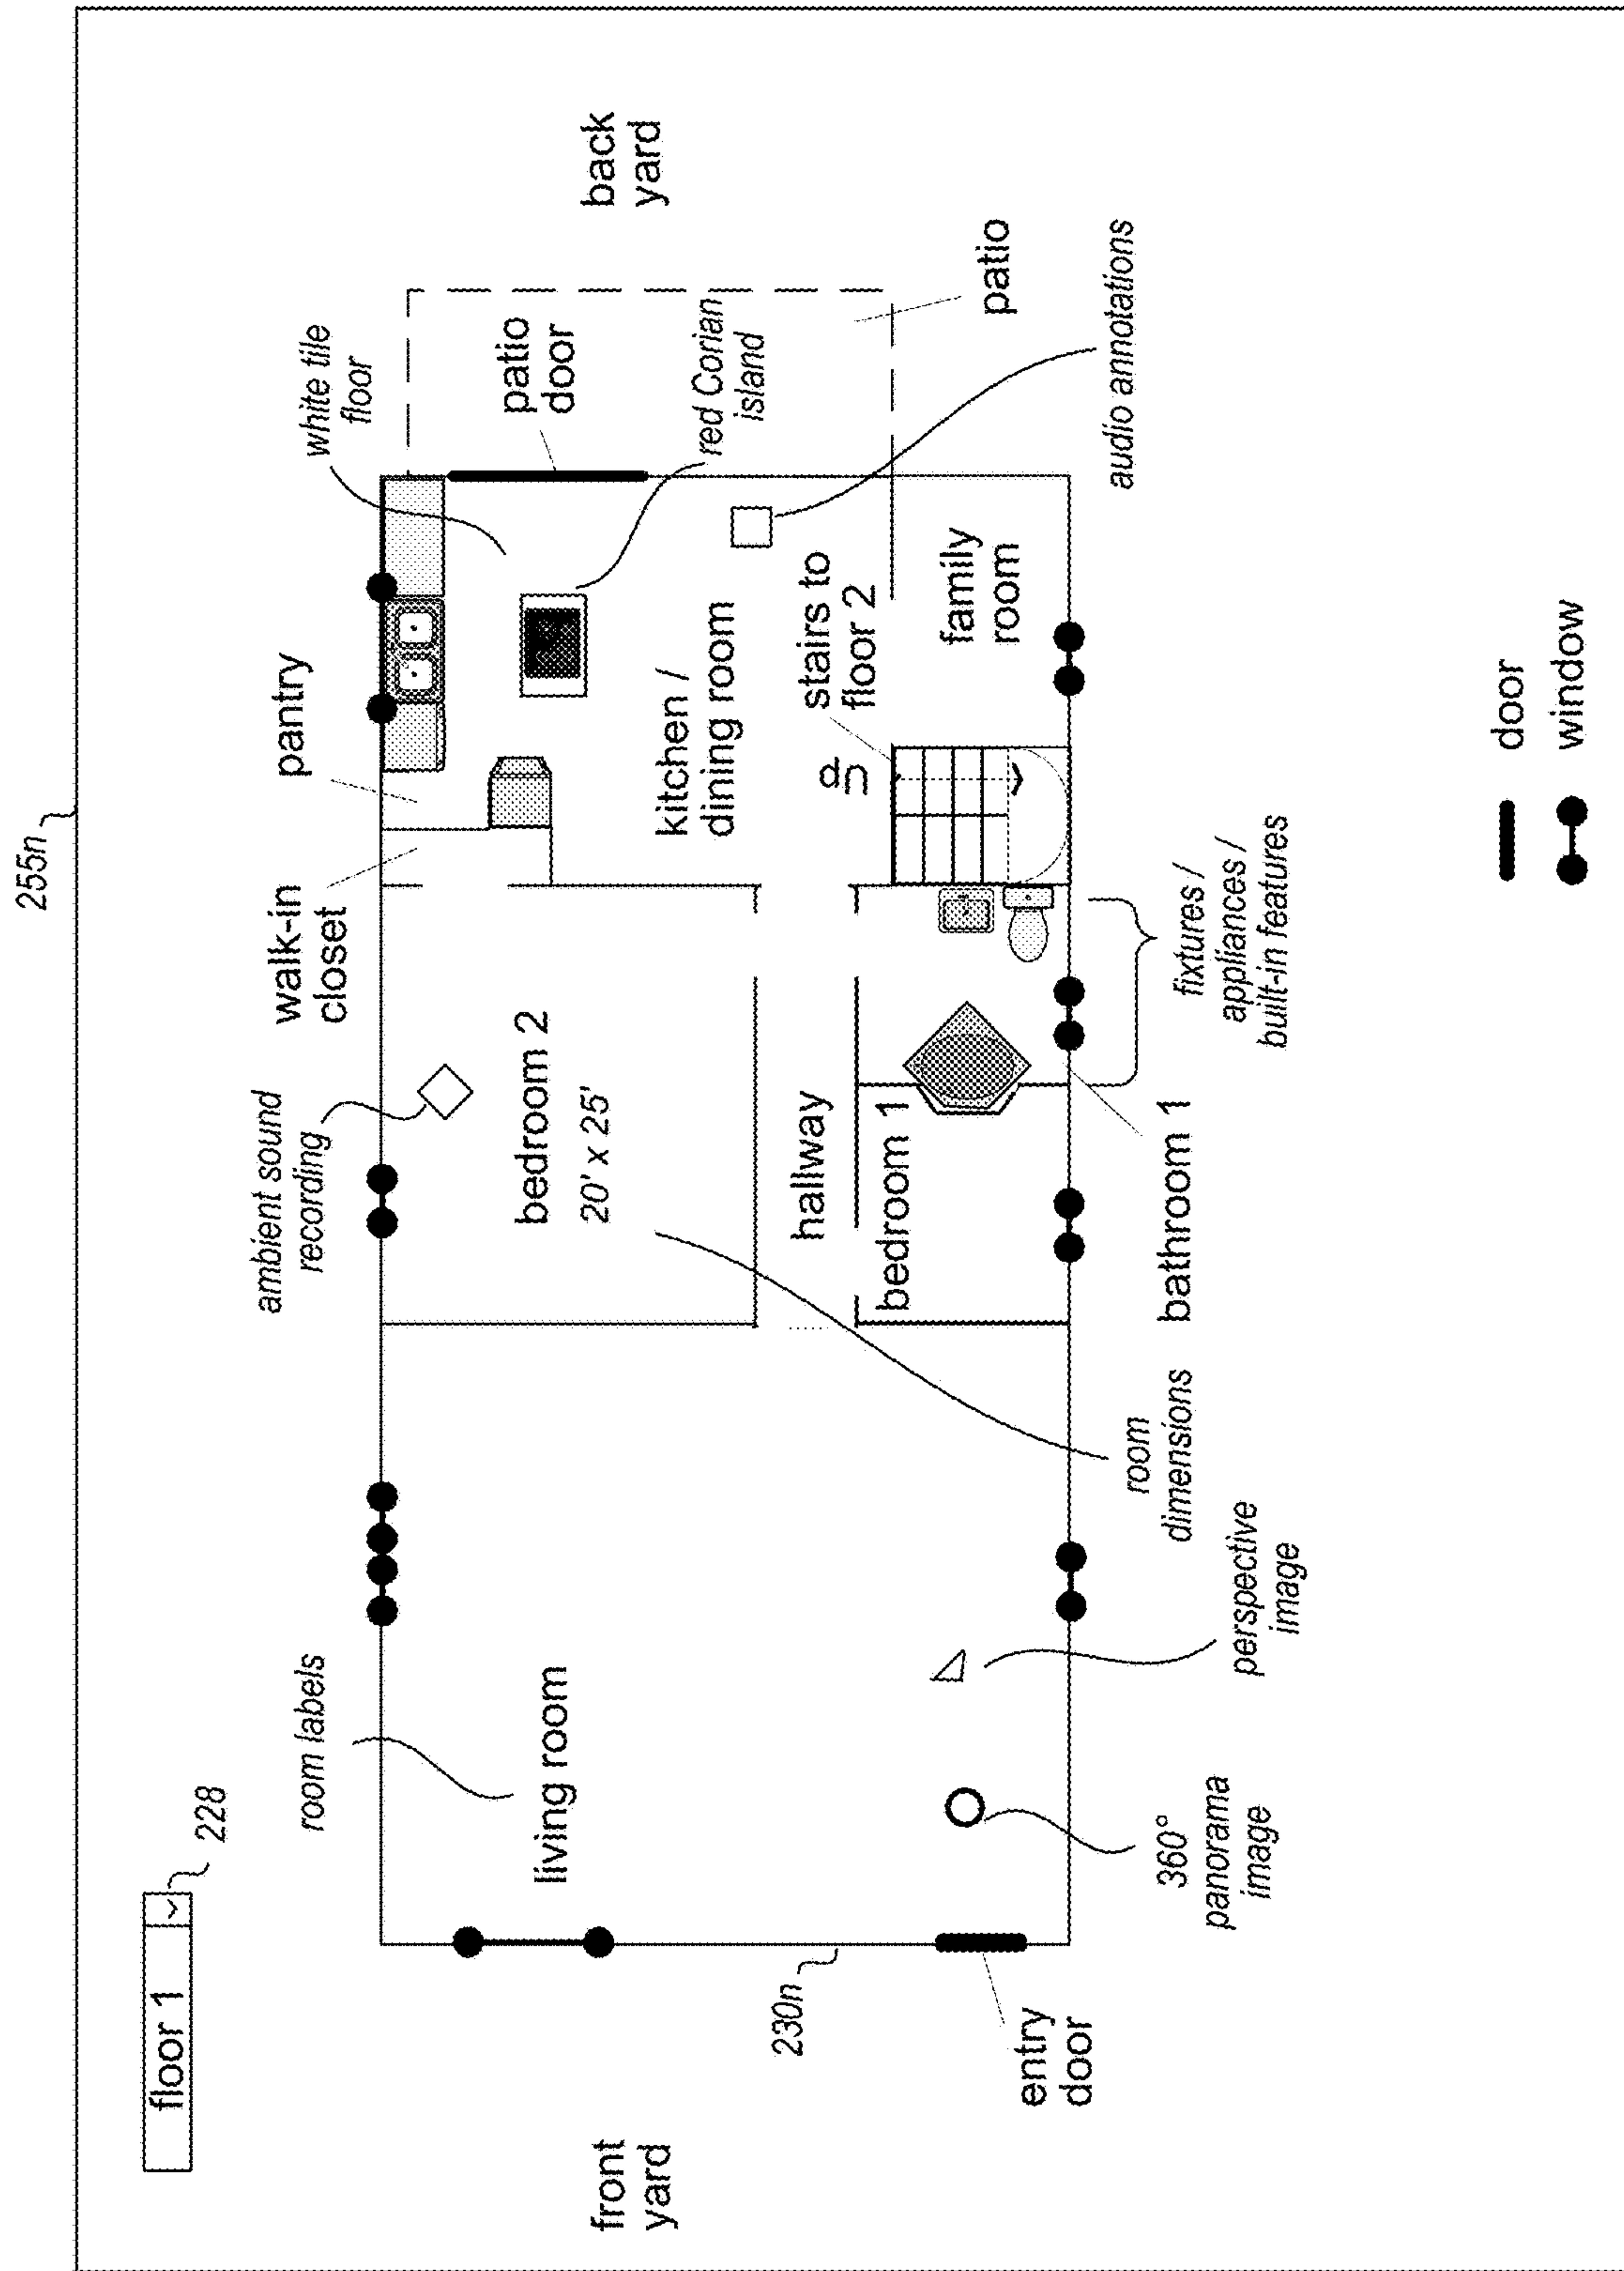 255n
floor 1
228
room labels
ambient sound
recording
walk-in
closet
pantry
white tile
floor
living room
bedroom 2
20' x 25'
kitchen /
dining room
patio
door
red Corian
island
back
yard
front
yard
230n
hallway
bedroom 1
up
stairs to
floor 2
family
room
patio
entry
door
360°
panorama
image
perspective
image
room
dimensions
bathroom 1
fixtures /
appliances /
built-in features
audio annotations
door
window